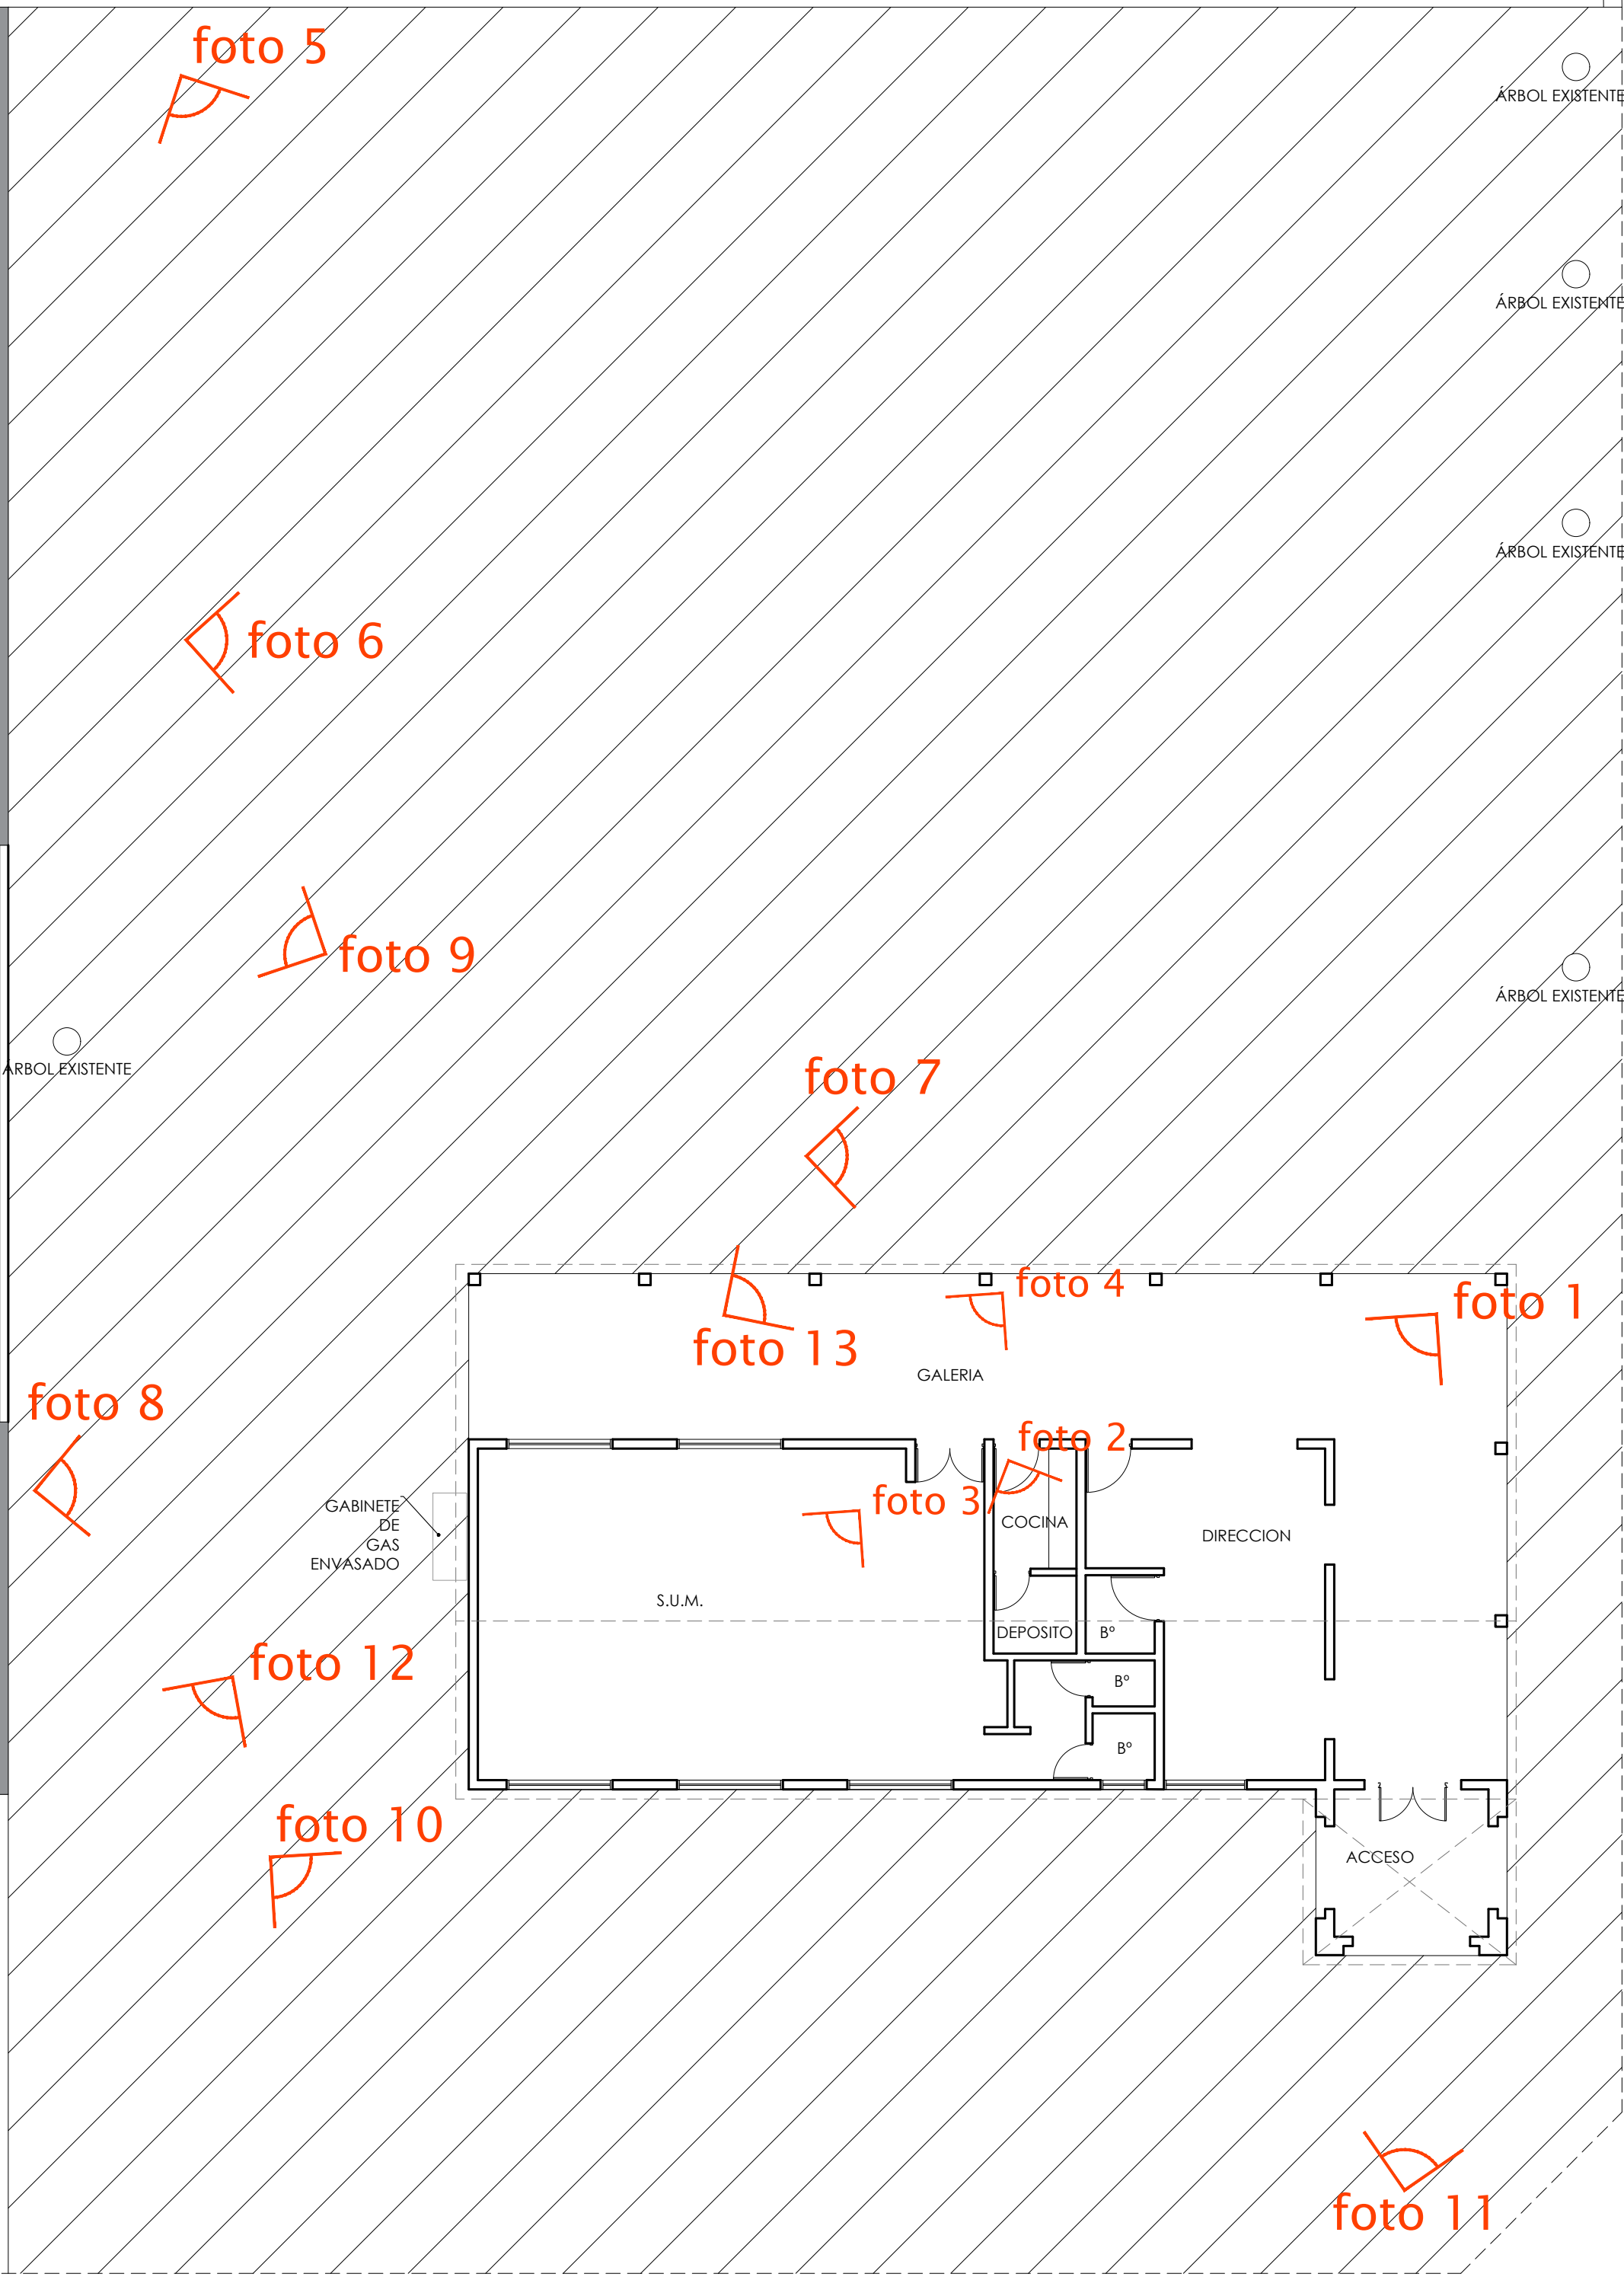 foto 5
ÁRBOL EXISTENTE
ÁRBOL EXISTENTE
ÁRBOL EXISTENTE
foto 6
foto 9
ÁRBOL EXISTENTE
ÁRBOL EXISTENTE
foto 7
foto 4
foto 1
foto 13
GALERIA
foto 8
foto 2
foto 3
GABINETE
DE
GAS
ENVASADO
COCINA
DIRECCION
S.U.M.
DEPOSITO
Bº
foto 12
Bº
Bº
foto 10
ACCESO
foto 11